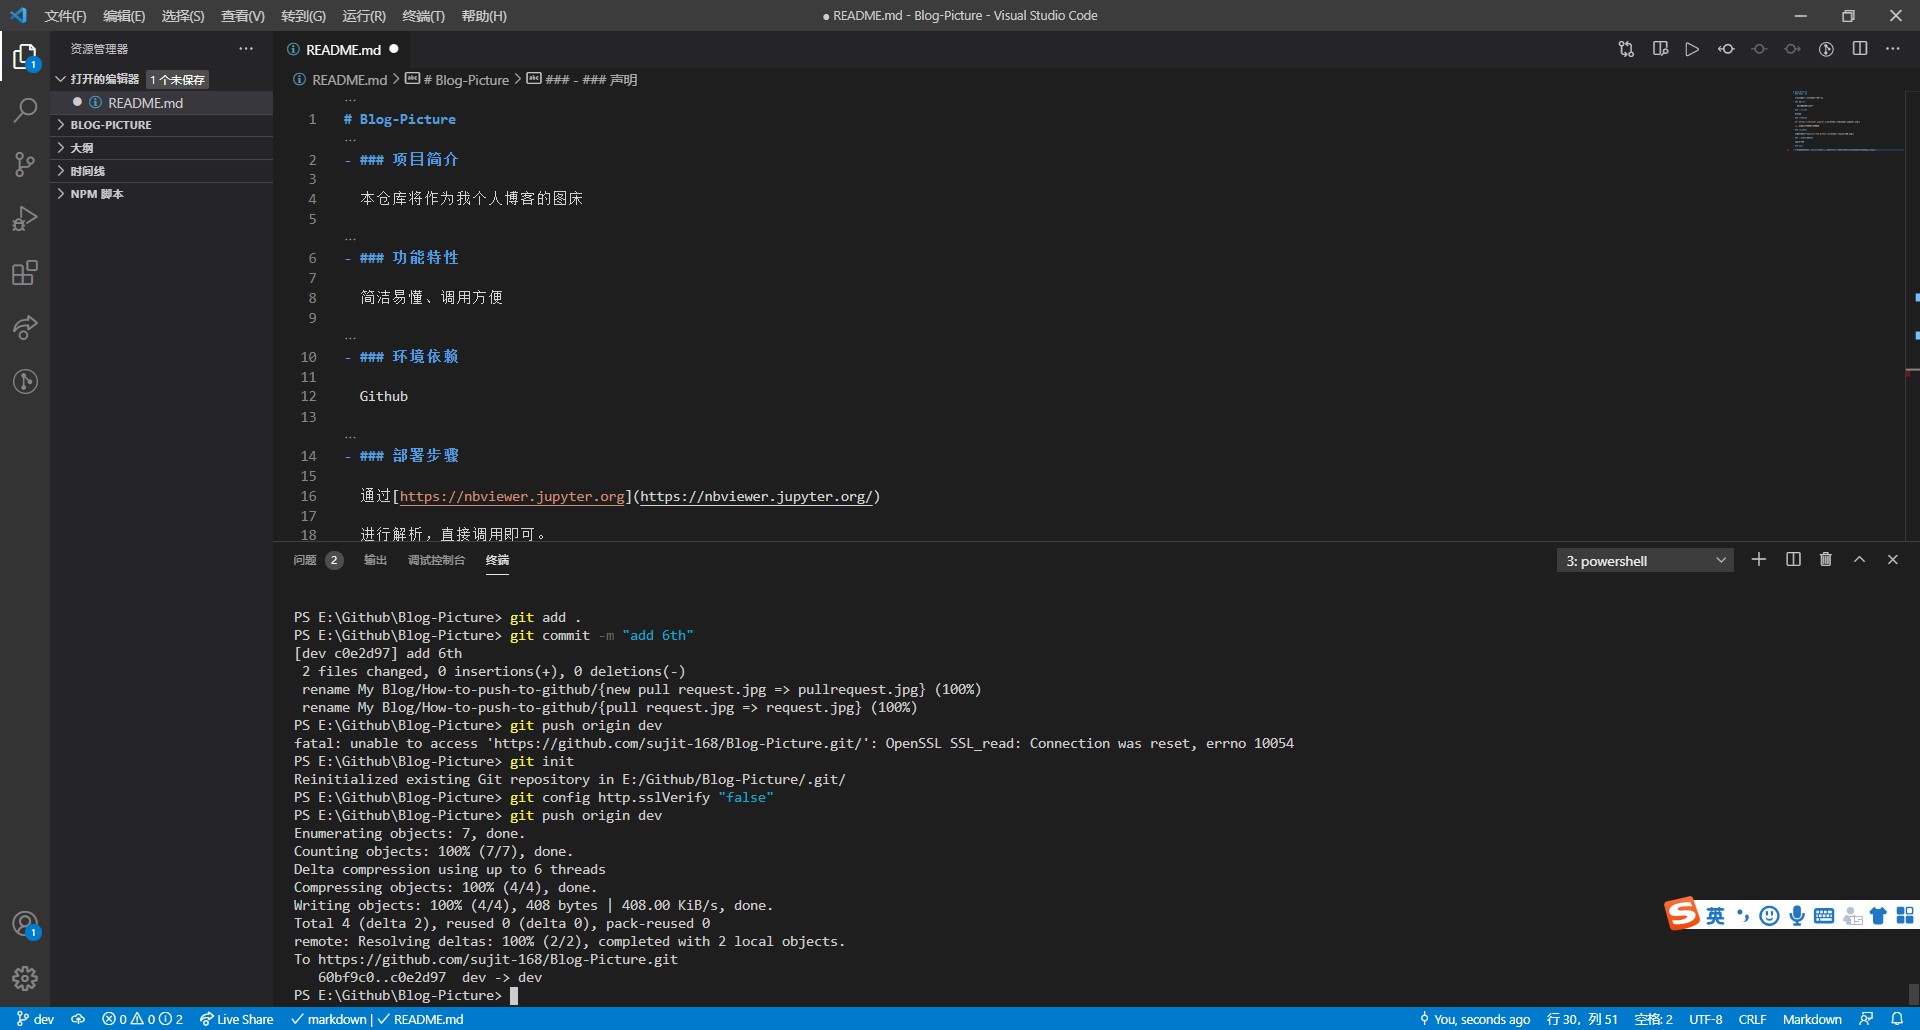 文件(F) 编辑(E) 选择(S) 查看(V) 转到(G) 运行(R) 终端(T) 帮助(H) ● README.md - Blog-Picture - Visual Studio Code
资源管理器 ···
打开的编辑器 1 个未保存
README.md
BLOG-PICTURE
大纲
时间线
NPM 脚本
1
1
README.md
README.md > # Blog-Picture > ### - ### 声明
...
1 # Blog-Picture
...
2 - ### 项目简介
3
4 本仓库将作为我个人博客的图床
5
...
6 - ### 功能特性
7
8 简洁易懂、调用方便
9
...
10 - ### 环境依赖
11
12 Github
13
...
14 - ### 部署步骤
15
16 通过[https://nbviewer.jupyter.org](https://nbviewer.jupyter.org/)
17
18 进行解析，直接调用即可。
问题 2 输出 调试控制台 终端 3: powershell
PS E:\Github\Blog-Picture> git add .
PS E:\Github\Blog-Picture> git commit -m "add 6th"
[dev c0e2d97] add 6th
2 files changed, 0 insertions(+), 0 deletions(-)
rename My Blog/How-to-push-to-github/{new pull request.jpg => pullrequest.jpg} (100%)
rename My Blog/How-to-push-to-github/{pull request.jpg => request.jpg} (100%)
PS E:\Github\Blog-Picture> git push origin dev
fatal: unable to access 'https://github.com/sujit-168/Blog-Picture.git/': OpenSSL SSL_read: Connection was reset, errno 10054
PS E:\Github\Blog-Picture> git init
Reinitialized existing Git repository in E:/Github/Blog-Picture/.git/
PS E:\Github\Blog-Picture> git config http.sslVerify "false"
PS E:\Github\Blog-Picture> git push origin dev
Enumerating objects: 7, done.
Counting objects: 100% (7/7), done.
Delta compression using up to 6 threads
Compressing objects: 100% (4/4), done.
Writing objects: 100% (4/4), 408 bytes | 408.00 KiB/s, done.
Total 4 (delta 2), reused 0 (delta 0), pack-reused 0
remote: Resolving deltas: 100% (2/2), completed with 2 local objects.
To https://github.com/sujit-168/Blog-Picture.git
60bf9c0..c0e2d97 dev -> dev
PS E:\Github\Blog-Picture>
S 英
dev 0 0 2 Live Share markdown | README.md You, seconds ago 行 30，列 51 空格: 2 UTF-8 CRLF Markdown